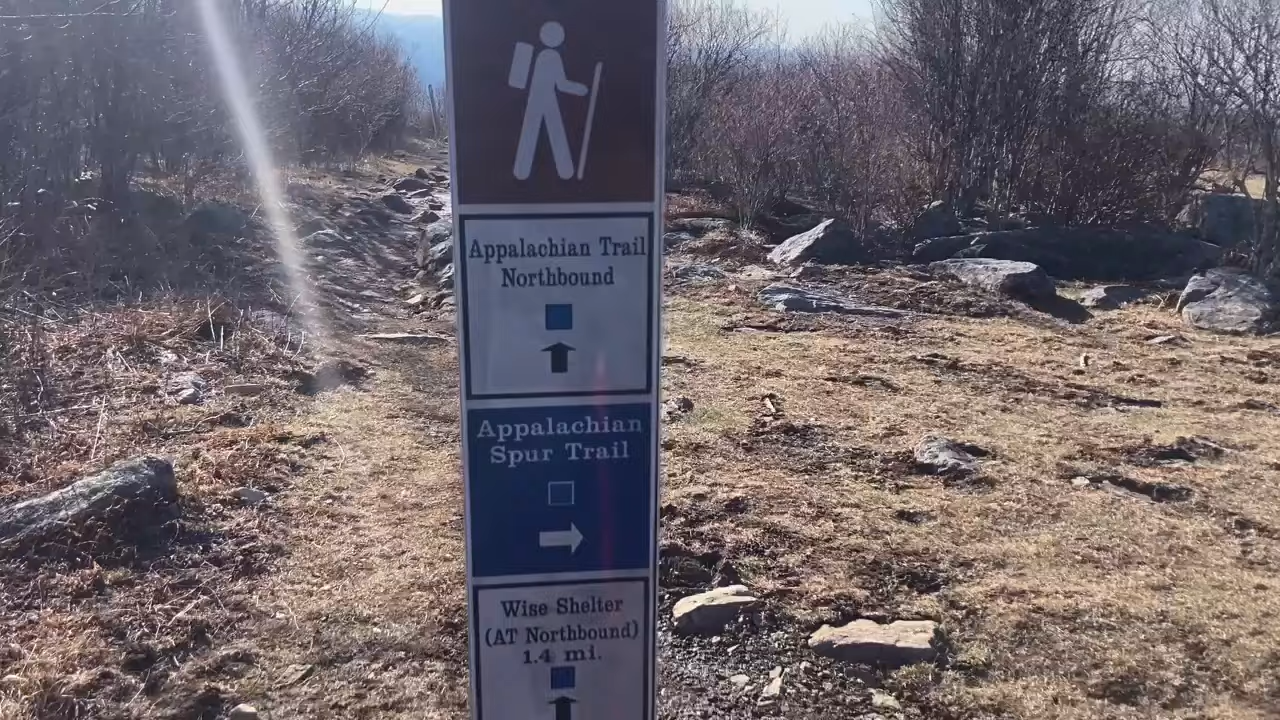 Appalachian Trail
Northbound
Appalachian
Spur Trail
Wise Shelter
(AT Northbound)
1.4 mi.